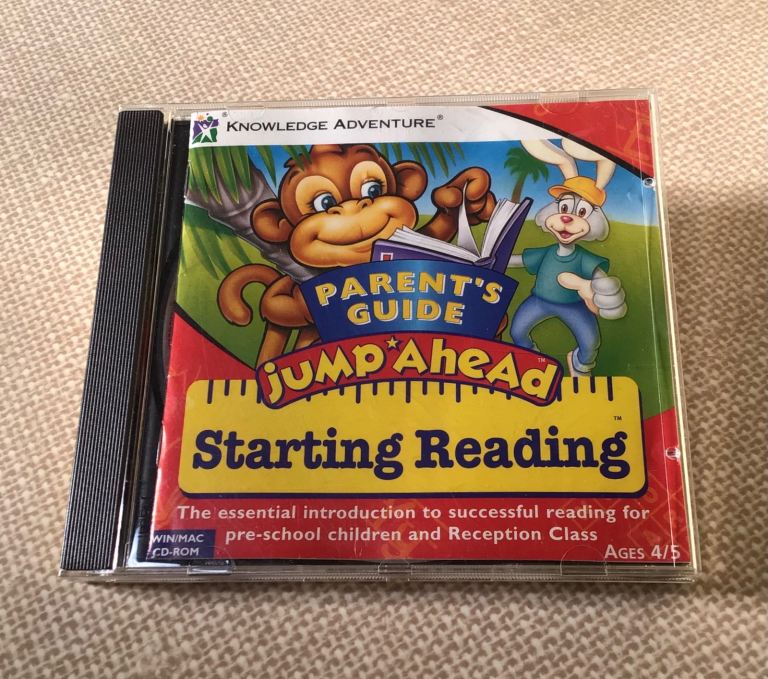 KNOWLEDGE ADVENTURE®
PARENT'S
GUIDE
JUMP★AHEAD™
Starting Reading™
The essential introduction to successful reading for
pre-school children and Reception Class
WIN/MAC
CD-ROM
AGES 4/5